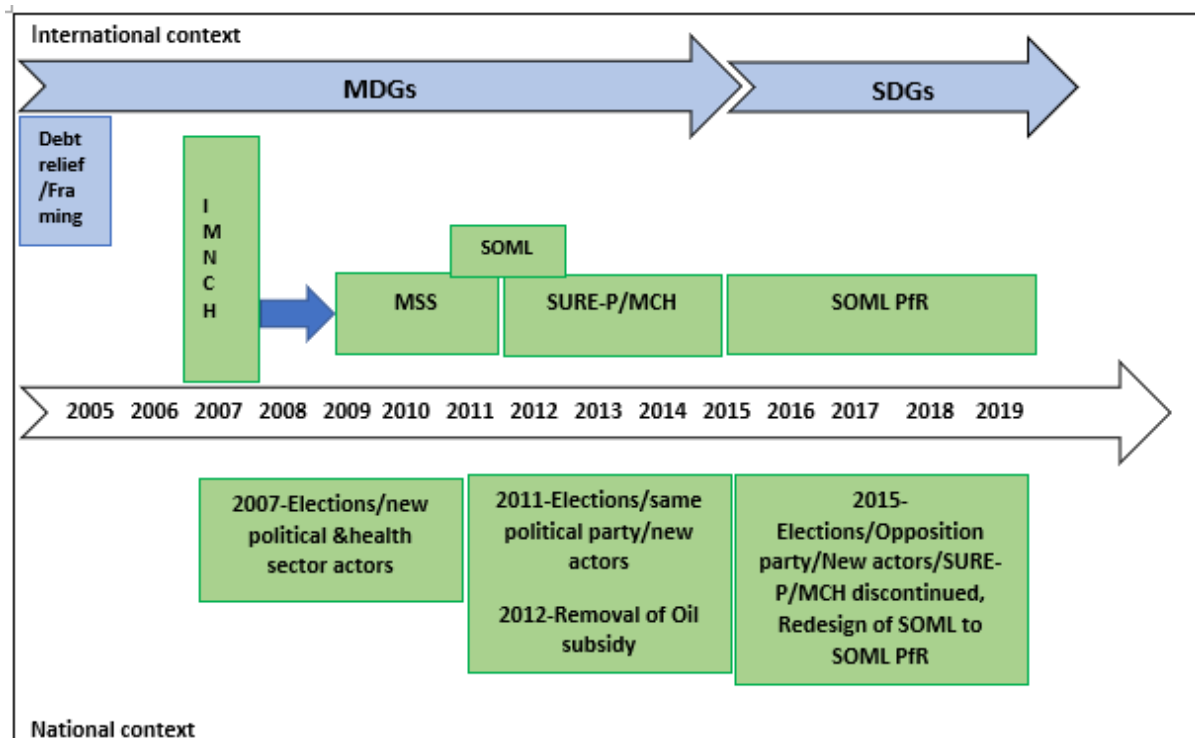 International context
MDGs
SDGs
Debt
relief
/Fra
ming
I
M
N
C
H
SOML
MSS
SURE-P/MCH
SOML PfR
2005 2006 2007 2008 2009 2010 2011 2012 2013 2014 2015 2016 2017 2018 2019
2007-Elections/new
political &health
sector actors
2011-Elections/same
political party/new
actors
2012-Removal of Oil
subsidy
2015-
Elections/Opposition
party/New actors/SURE-
P/MCH discontinued,
Redesign of SOML to
SOML PfR
National context